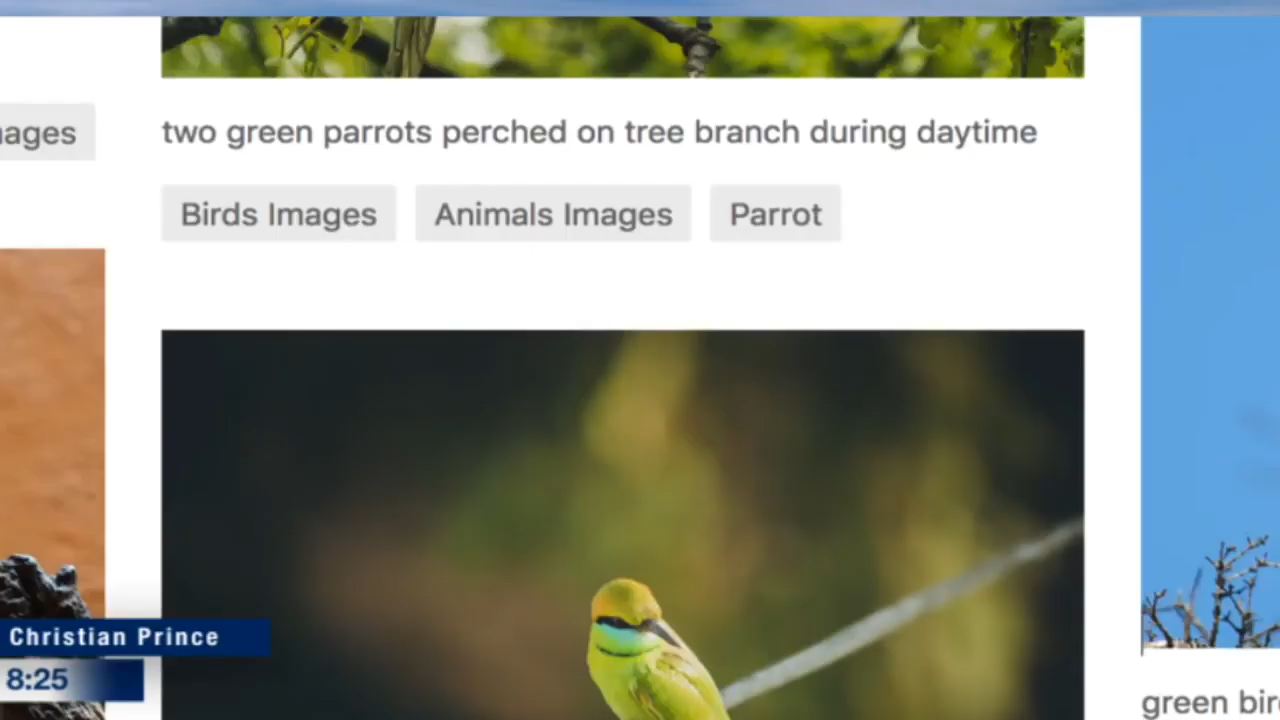 ages
two green parrots perched on tree branch during daytime
Birds Images
Animals Images
Parrot
Christian Prince
8:25
green